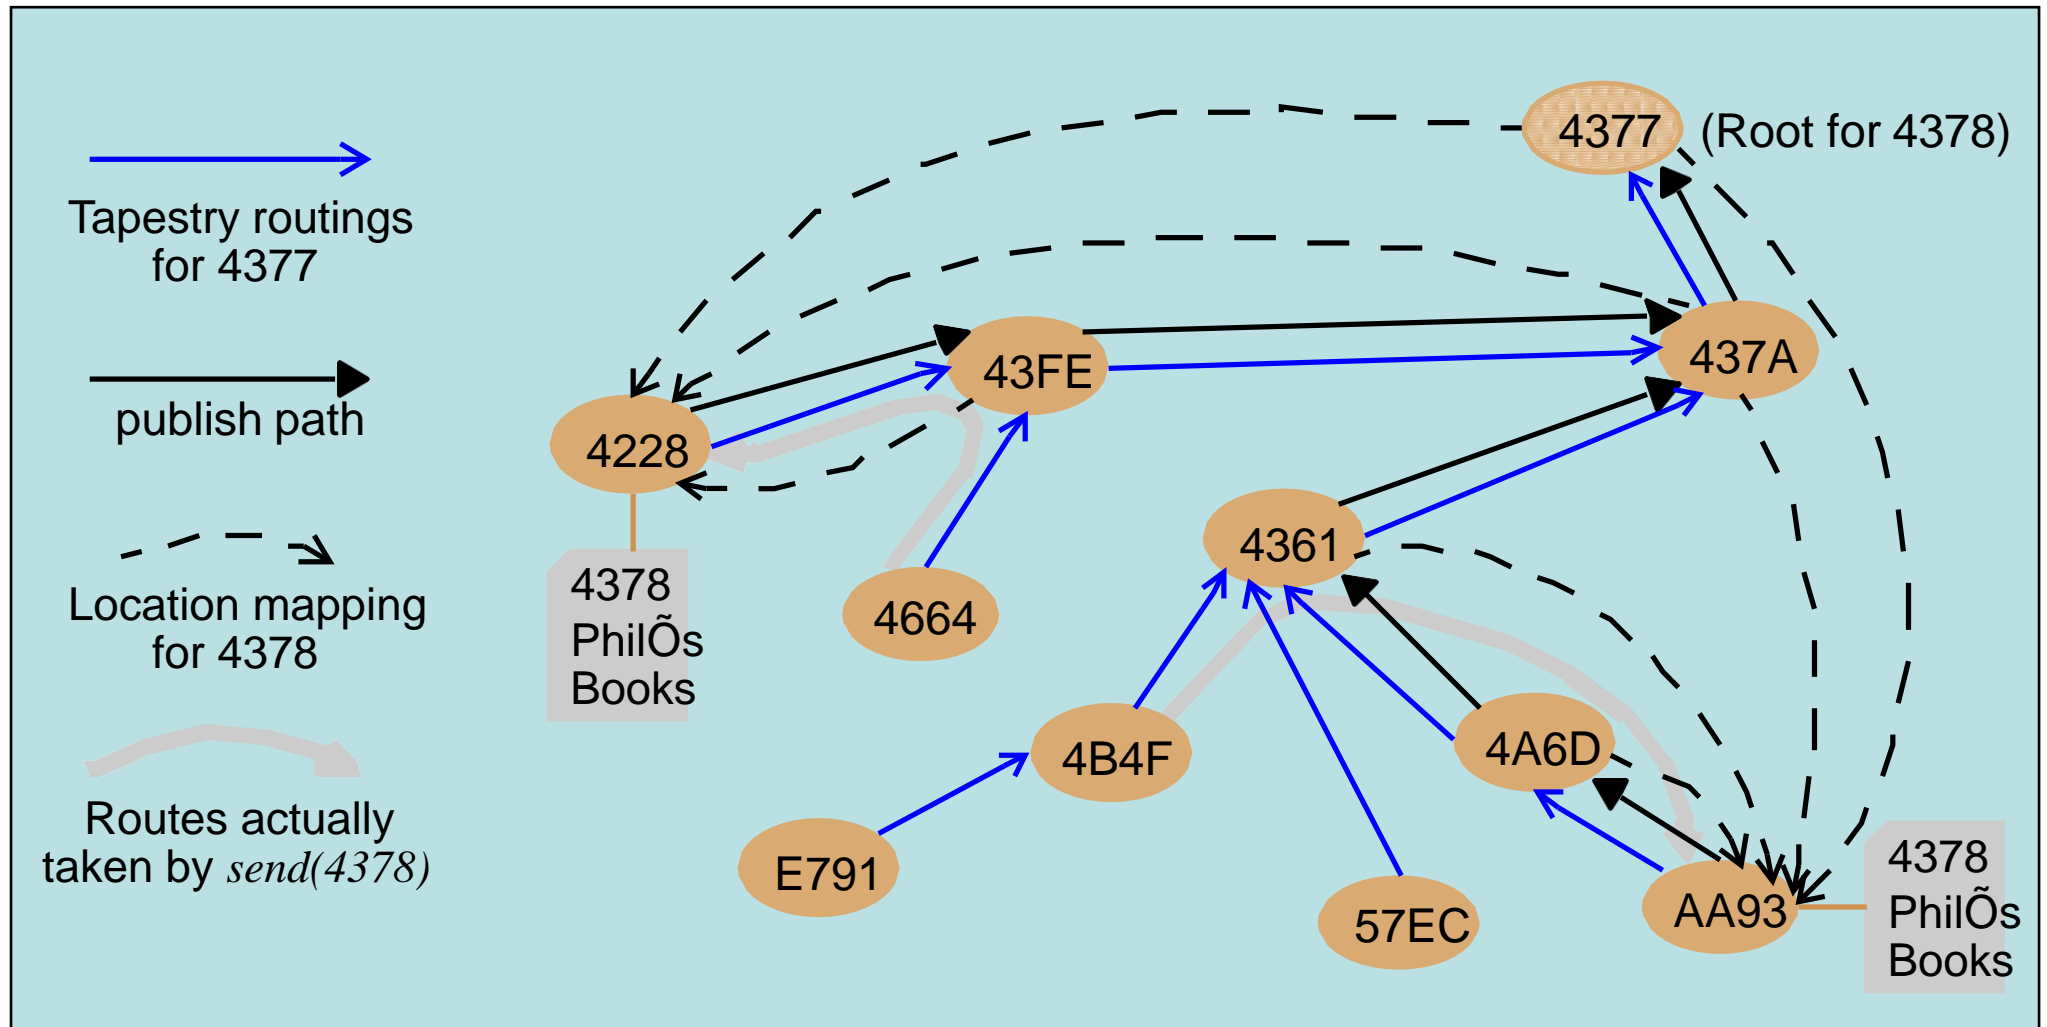 Tapestry routings
for 4377
publish path
Location mapping
for 4378
Routes actually
taken by send(4378)
4377 (Root for 4378)
437A
43FE
4228
4378
PhilÕs
Books
4664
4361
4B4F
4A6D
E791
57EC
AA93
4378
PhilÕs
Books